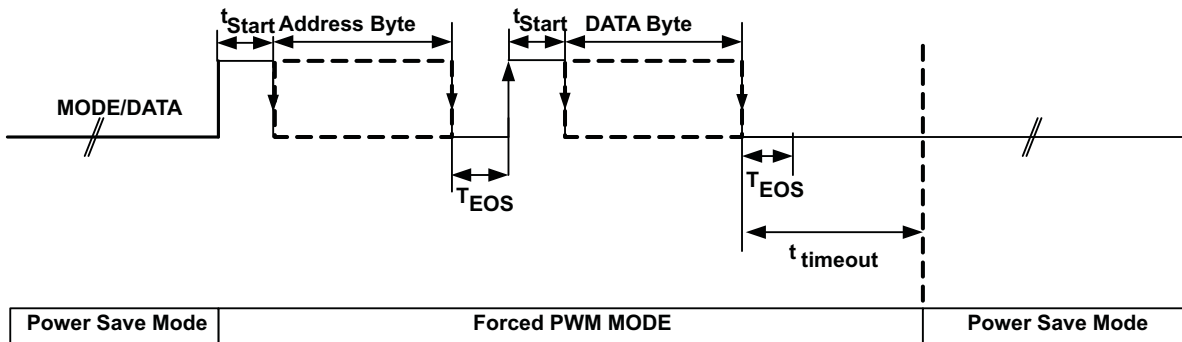 tStart Address Byte tStart DATA Byte
MODE/DATA
TEOS TEOS
t timeout
Power Save Mode Forced PWM MODE Power Save Mode